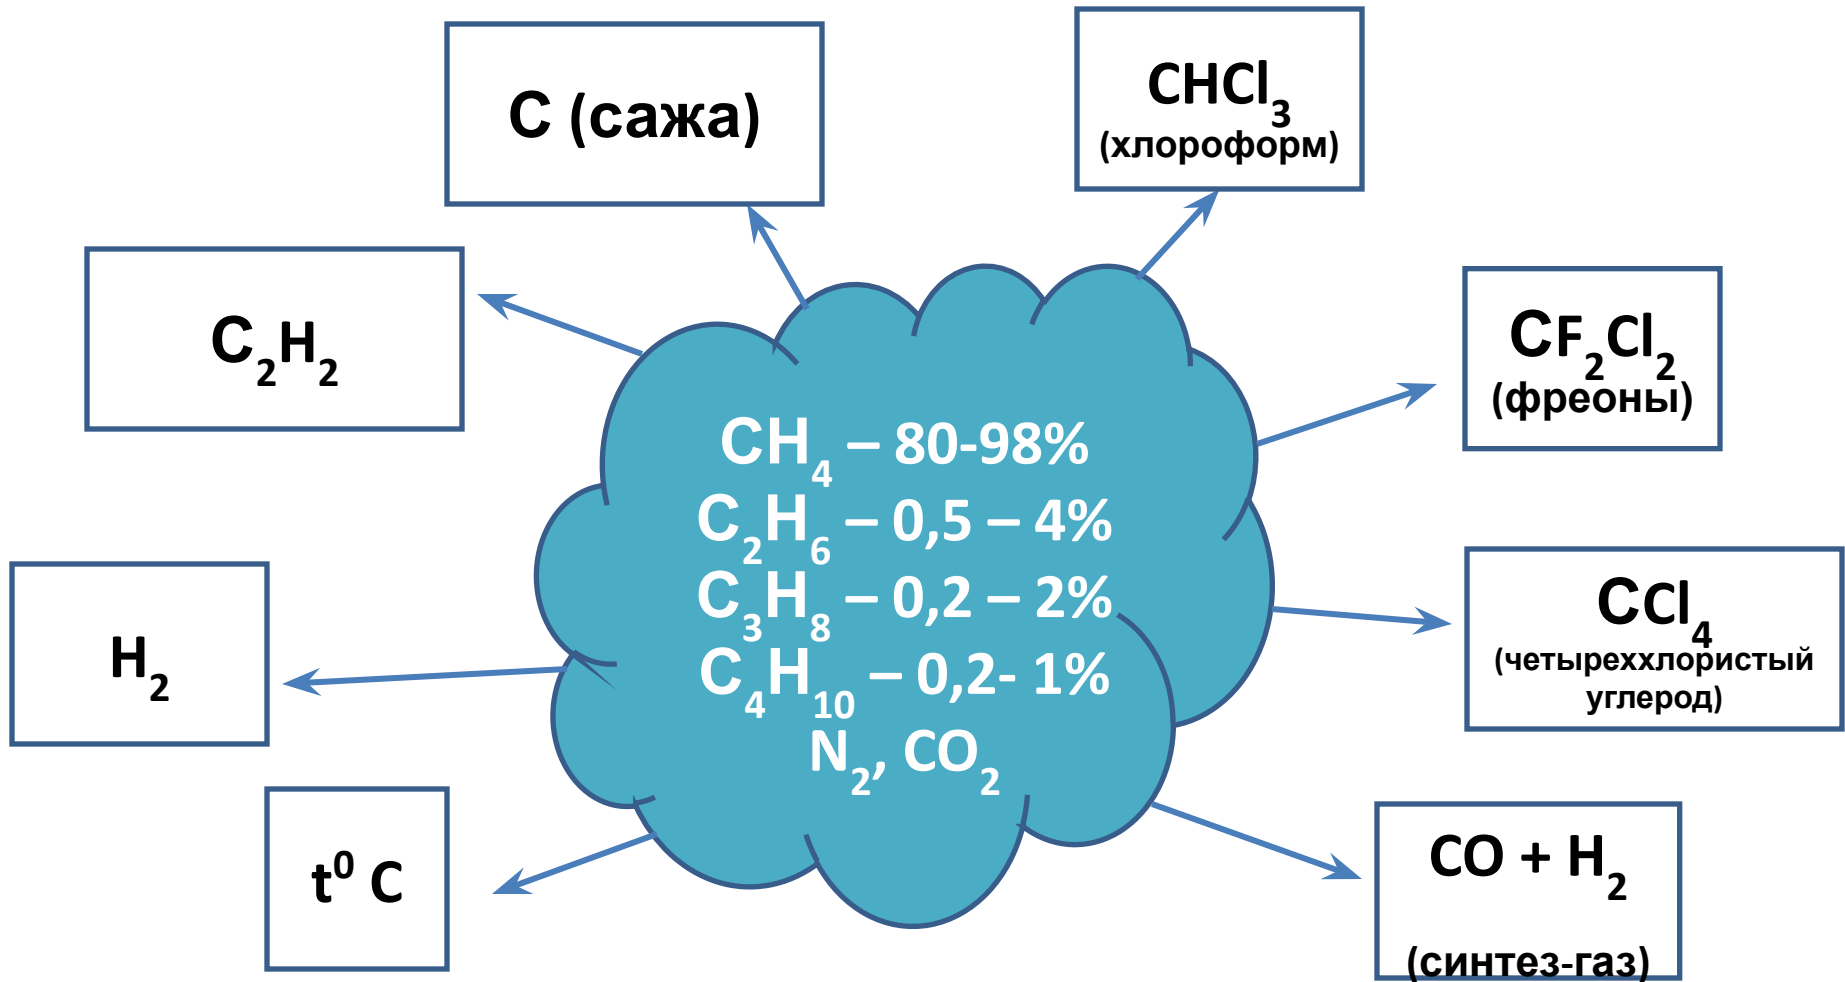 C (сажа)
CHCl₃
(хлороформ)
C₂H₂
CF₂Cl₂
(фреоны)
CH₄ – 80-98%
C₂H₆ – 0,5 – 4%
C₃H₈ – 0,2 – 2%
C₄H₁₀ – 0,2- 1%
N₂, CO₂
H₂
CCl₄
(четыреххлористый
углерод)
t⁰ C
CO + H₂
(синтез-газ)